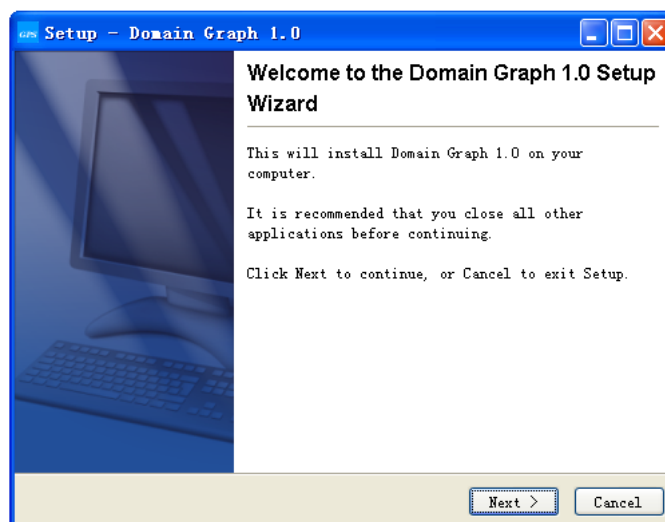 GPS Setup - Domain Graph 1.0
Welcome to the Domain Graph 1.0 Setup
Wizard
This will install Domain Graph 1.0 on your
computer.
It is recommended that you close all other
applications before continuing.
Click Next to continue, or Cancel to exit Setup.
Next > Cancel